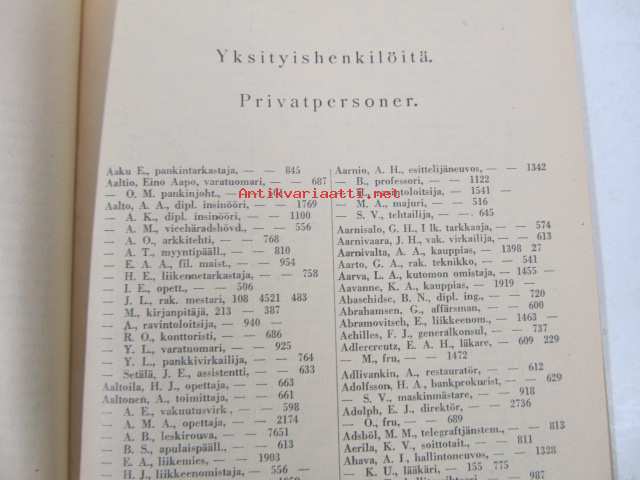 Yksityishenkilöitä.
Privatpersoner.
Aaku E., pankintarkastaja, — 845
Aaltio, Eino Aapo, varatuomari, — 687
— O. M. pankinjoht., —
Aalto, A. A., dipl. insinööri, — 1769
— A. K., dipl. insinööri, — 1100
— A. M., vicehäradshövd., — 556
— A. O., arkkitehti, — — 768
— A. T., myyntipääll., — — 810
— E. A. A., fil. maist., — — 954
— H. E., liikennetarkastaja, — — 758
— I. E., opett., — — 506
— J. L., rak. mestari, 108 4521 483
— M., kirjanpitäjä, 213 — 387
— A., ravintoloitsija, — 940 —
— R. O., konttoristi, — — 686
— Y. L., varatuomari, — — 925
— Y. L., pankkivirkailija, — — 764
— Setälä, J. E., assistentti, — — 633
Aaltoila, H. J., opettaja, — — 663
Aaltonen, A., toimittaja, — — 661
— A. E., vakuutusvirk., — — 598
— A. M. A., opettaja, — — 2174
— A. B., leskirouva, — — 7651
— B. S., apulaispääll., — — 613
— E. A., liikemies, — — 1903
— H. J., liikkeenomistaja, — 556 —
Aarnio, A. H., esittelijäneuvos, — — 1342
— B., professori, — — 1122
ravintoloitsija, — 1541 —
— M. A., majuri, — — 516
— S. V., tehtailija, — — 645
Aarnisalo, G. H., I lk. tarkkaaja, — — 574
Aarnivaara, J. H., vak. virkailija, — — 613
Aarnivalta, A. A., kauppias, — 1398 27
Aarto, G. A., rak. teknikko, — — 541
Aarva, L. A., kutomon omistaja, — 1455 —
Aavanne, K. A., kauppias, — 1919 —
Abaschidse, B. N., dipl. ing., — — 720
Abrahamsen, G., affärsman, — — 600
Abramovitsch, E., liikkeenom., — 1463 —
Achilles, F. J., generalkonsul, — — 737
Adlercreutz, E. A. H., läkare, — 609 229
— M., fru, — — 1472
Adlivankin, A., restauratör, — — 612
Adolfsson, H. A., bankprokurist, — — 629
— S. V., maskinmästare, — — 918
Adolph, E. J., direktör, — — 2736
— O., fru, — — 689
Adsböl, M. M., telegraftjänstem., — — 813
Aerila, K. V., soittotait., — — 811
Ahava, A. I., hallintoneuvos, — — 1328
— K. U., lääkäri, — 155 775
987
Antikvariaatti.net